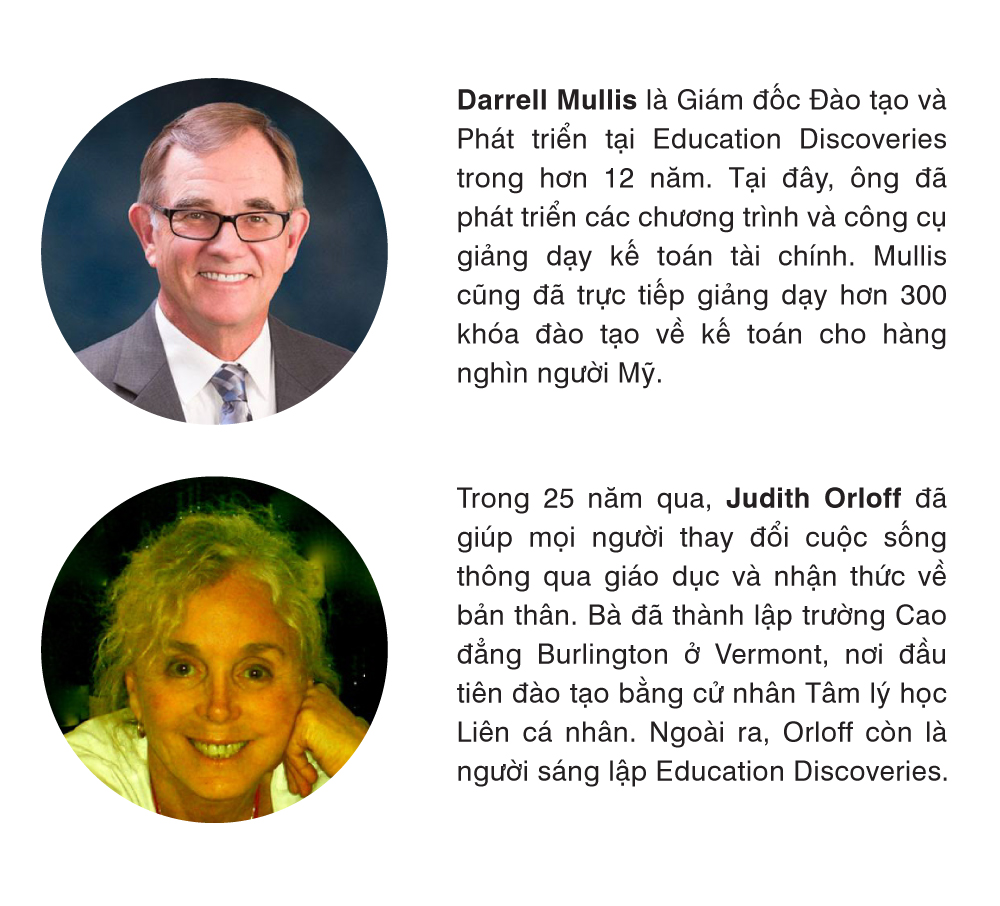 Darrell Mullis là Giám đốc Đào tạo và
Phát triển tại Education Discoveries
trong hơn 12 năm. Tại đây, ông đã
phát triển các chương trình và công cụ
giảng dạy kế toán tài chính. Mullis
cũng đã trực tiếp giảng dạy hơn 300
khóa đào tạo về kế toán cho hàng
nghìn người Mỹ.
Trong 25 năm qua, Judith Orloff đã
giúp mọi người thay đổi cuộc sống
thông qua giáo dục và nhận thức về
bản thân. Bà đã thành lập trường Cao
đẳng Burlington ở Vermont, nơi đầu
tiên đào tạo bằng cử nhân Tâm lý học
Liên cá nhân. Ngoài ra, Orloff còn là
người sáng lập Education Discoveries.